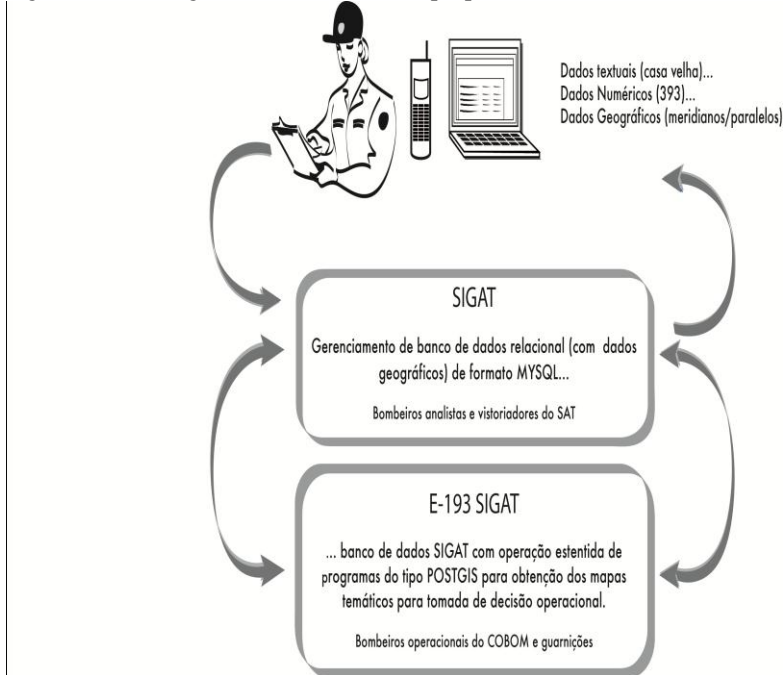 Dados textuais (casa velha)...
Dados Numéricos (393)...
Dados Geográficos (meridianos/paralelos)
SIGAT
Gerenciamento de banco de dados relacional (com dados
geográficos) de formato MYSQL...
Bombeiros analistas e vistoriadores do SAT
E-193 SIGAT
... banco de dados SIGAT com operação estentida de
programas do tipo POSTGIS para obtenção dos mapas
temáticos para tomada de decisão operacional.
Bombeiros operacionais do COBOM e guarnições